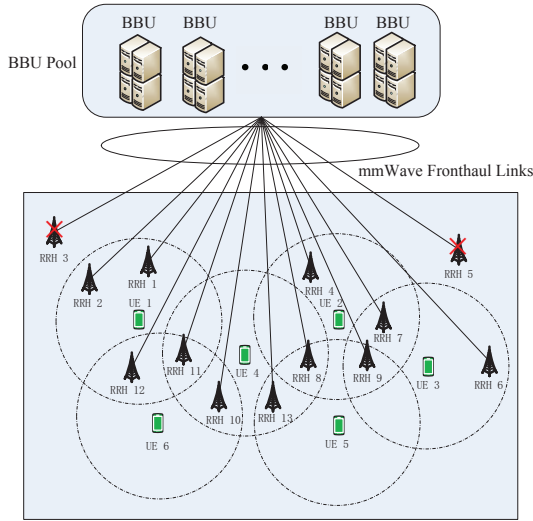 BBU BBU BBU BBU
BBU Pool
mmWave Fronthaul Links
RRH 3
RRH 5
RRH 1
RRH 4
RRH 2
UE 1
UE 2
RRH 7
RRH 11
UE 4
RRH 8
RRH 9
UE 3
RRH 6
RRH 12
RRH 10
RRH 13
UE 6
UE 5